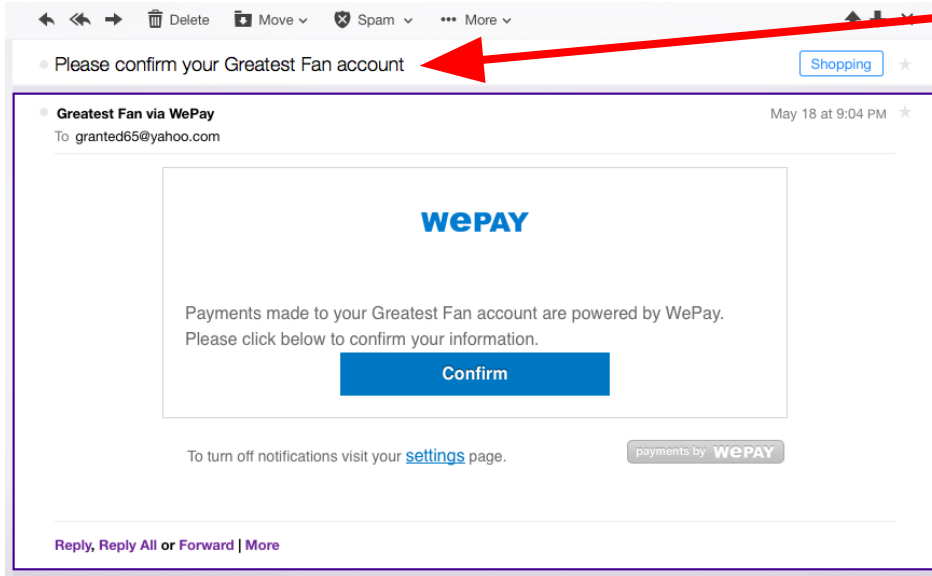 Delete Move Spam More
Please confirm your Greatest Fan account Shopping
Greatest Fan via WePay May 18 at 9:04 PM
To granted65@yahoo.com
wePAY
Payments made to your Greatest Fan account are powered by WePay.
Please click below to confirm your information.
Confirm
To turn off notifications visit your settings page. payments by wePAY
Reply, Reply All or Forward | More